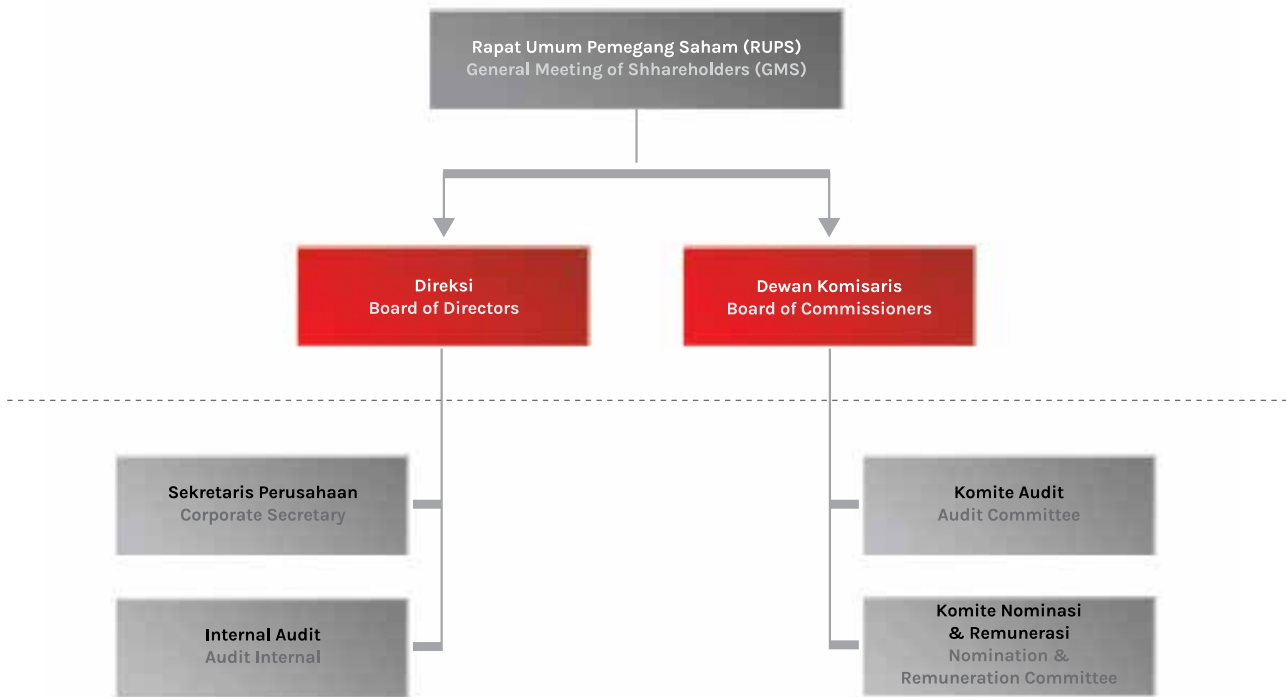 Rapat Umum Pemegang Saham (RUPS)
General Meeting of Shhareholders (GMS)
Direksi
Board of Directors
Dewan Komisaris
Board of Commissioners
Sekretaris Perusahaan
Corporate Secretary
Komite Audit
Audit Committee
Internal Audit
Audit Internal
Komite Nominasi
& Remunerasi
Nomination &
Remuneration Committee